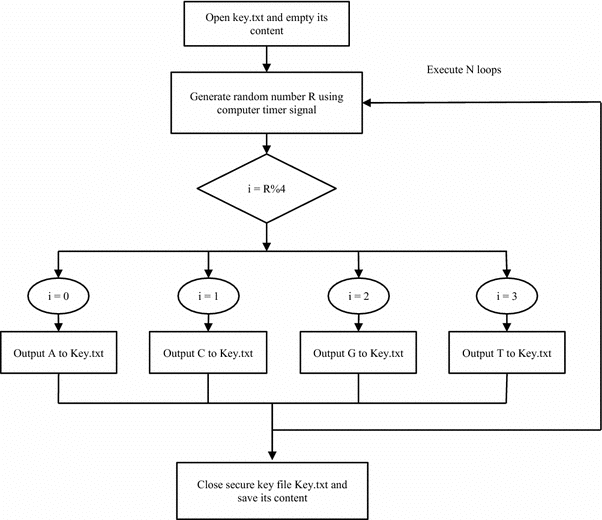 Open key.txt and empty its
content
Execute N loops
Generate random number R using
computer timer signal
i = R%4
i = 0
i = 1
i = 2
i = 3
Output A to Key.txt
Output C to Key.txt
Output G to Key.txt
Output T to Key.txt
Close secure key file Key.txt and
save its content